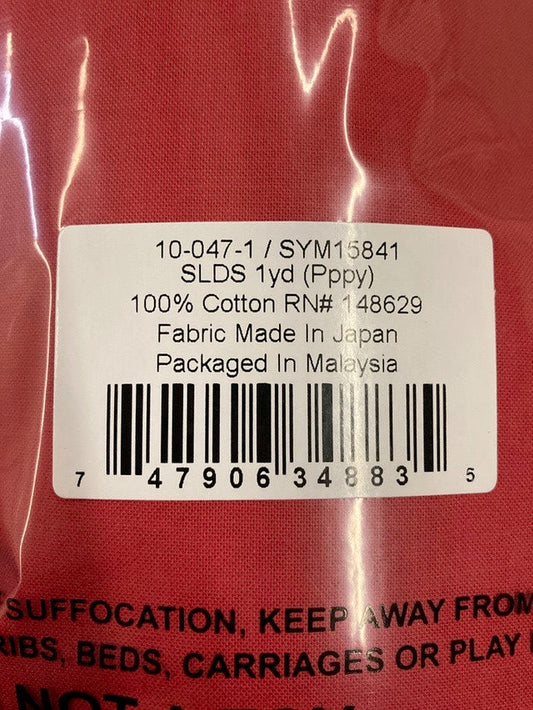 10-047-1 / SYM15841
SLDS 1yd (Pppy)
100% Cotton RN# 148629
Fabric Made In Japan
Packaged In Malaysia
7 47906 34883 5
SUFFOCATION, KEEP AWAY FROM
RIBS, BEDS, CARRIAGES OR PLAY
NOT A TOY